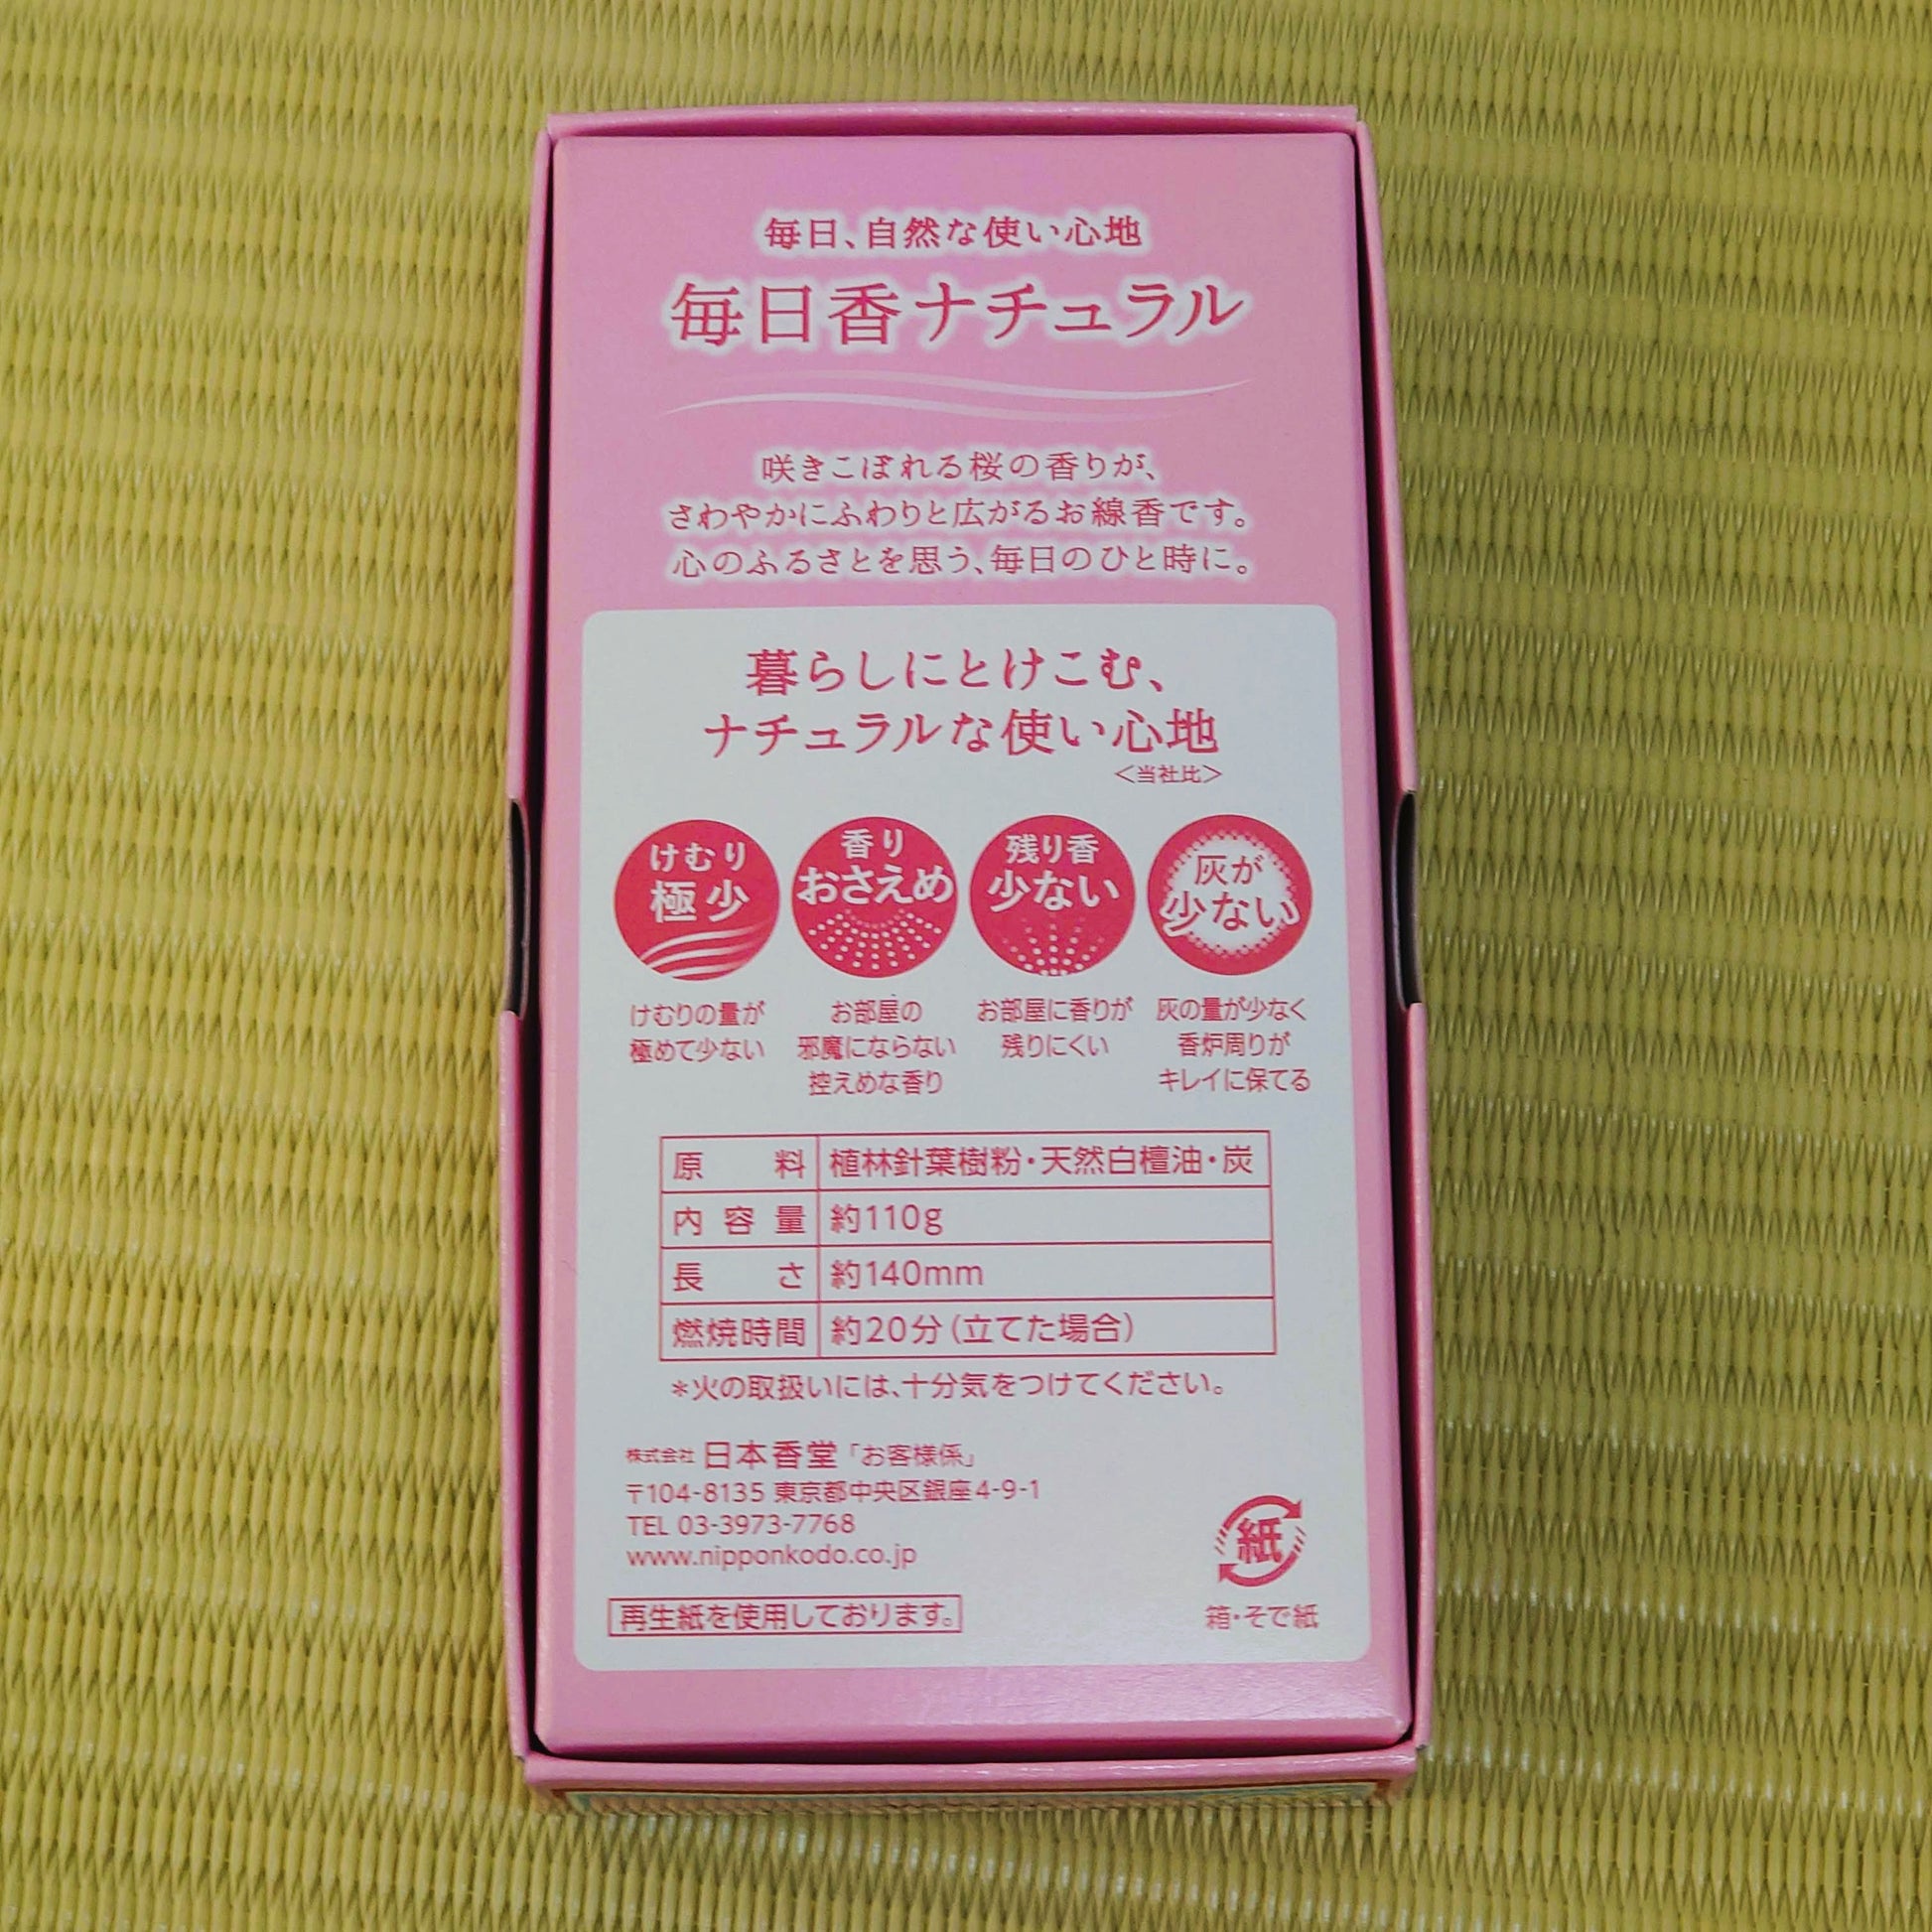 毎日、自然な使い心地
毎日香ナチュラル
咲きこぼれる桜の香りが、
さわやかにふわりと広がるお線香です。
心のふるさとを思う、毎日のひと時に。
暮らしにとけこむ、
ナチュラルな使い心地
＜当社比＞
けむり
極少
けむりの量が
極めて少ない
香り
おさえめ
お部屋の
邪魔にならない
控えめな香り
残り香
少ない
お部屋に香りが
残りにくい
灰が
少ない
灰の量が少なく
香炉周りが
キレイに保てる
原料 植林針葉樹粉・天然白檀油・炭
内容量 約110g
長さ 約140mm
燃焼時間 約20分（立てた場合）
＊火の取扱いには、十分気をつけてください。
株式会社 日本香堂「お客様係」
〒104-8135 東京都中央区銀座4-9-1
TEL 03-3973-7768
www.nipponkodo.co.jp
再生紙を使用しております。
紙
箱・そで紙